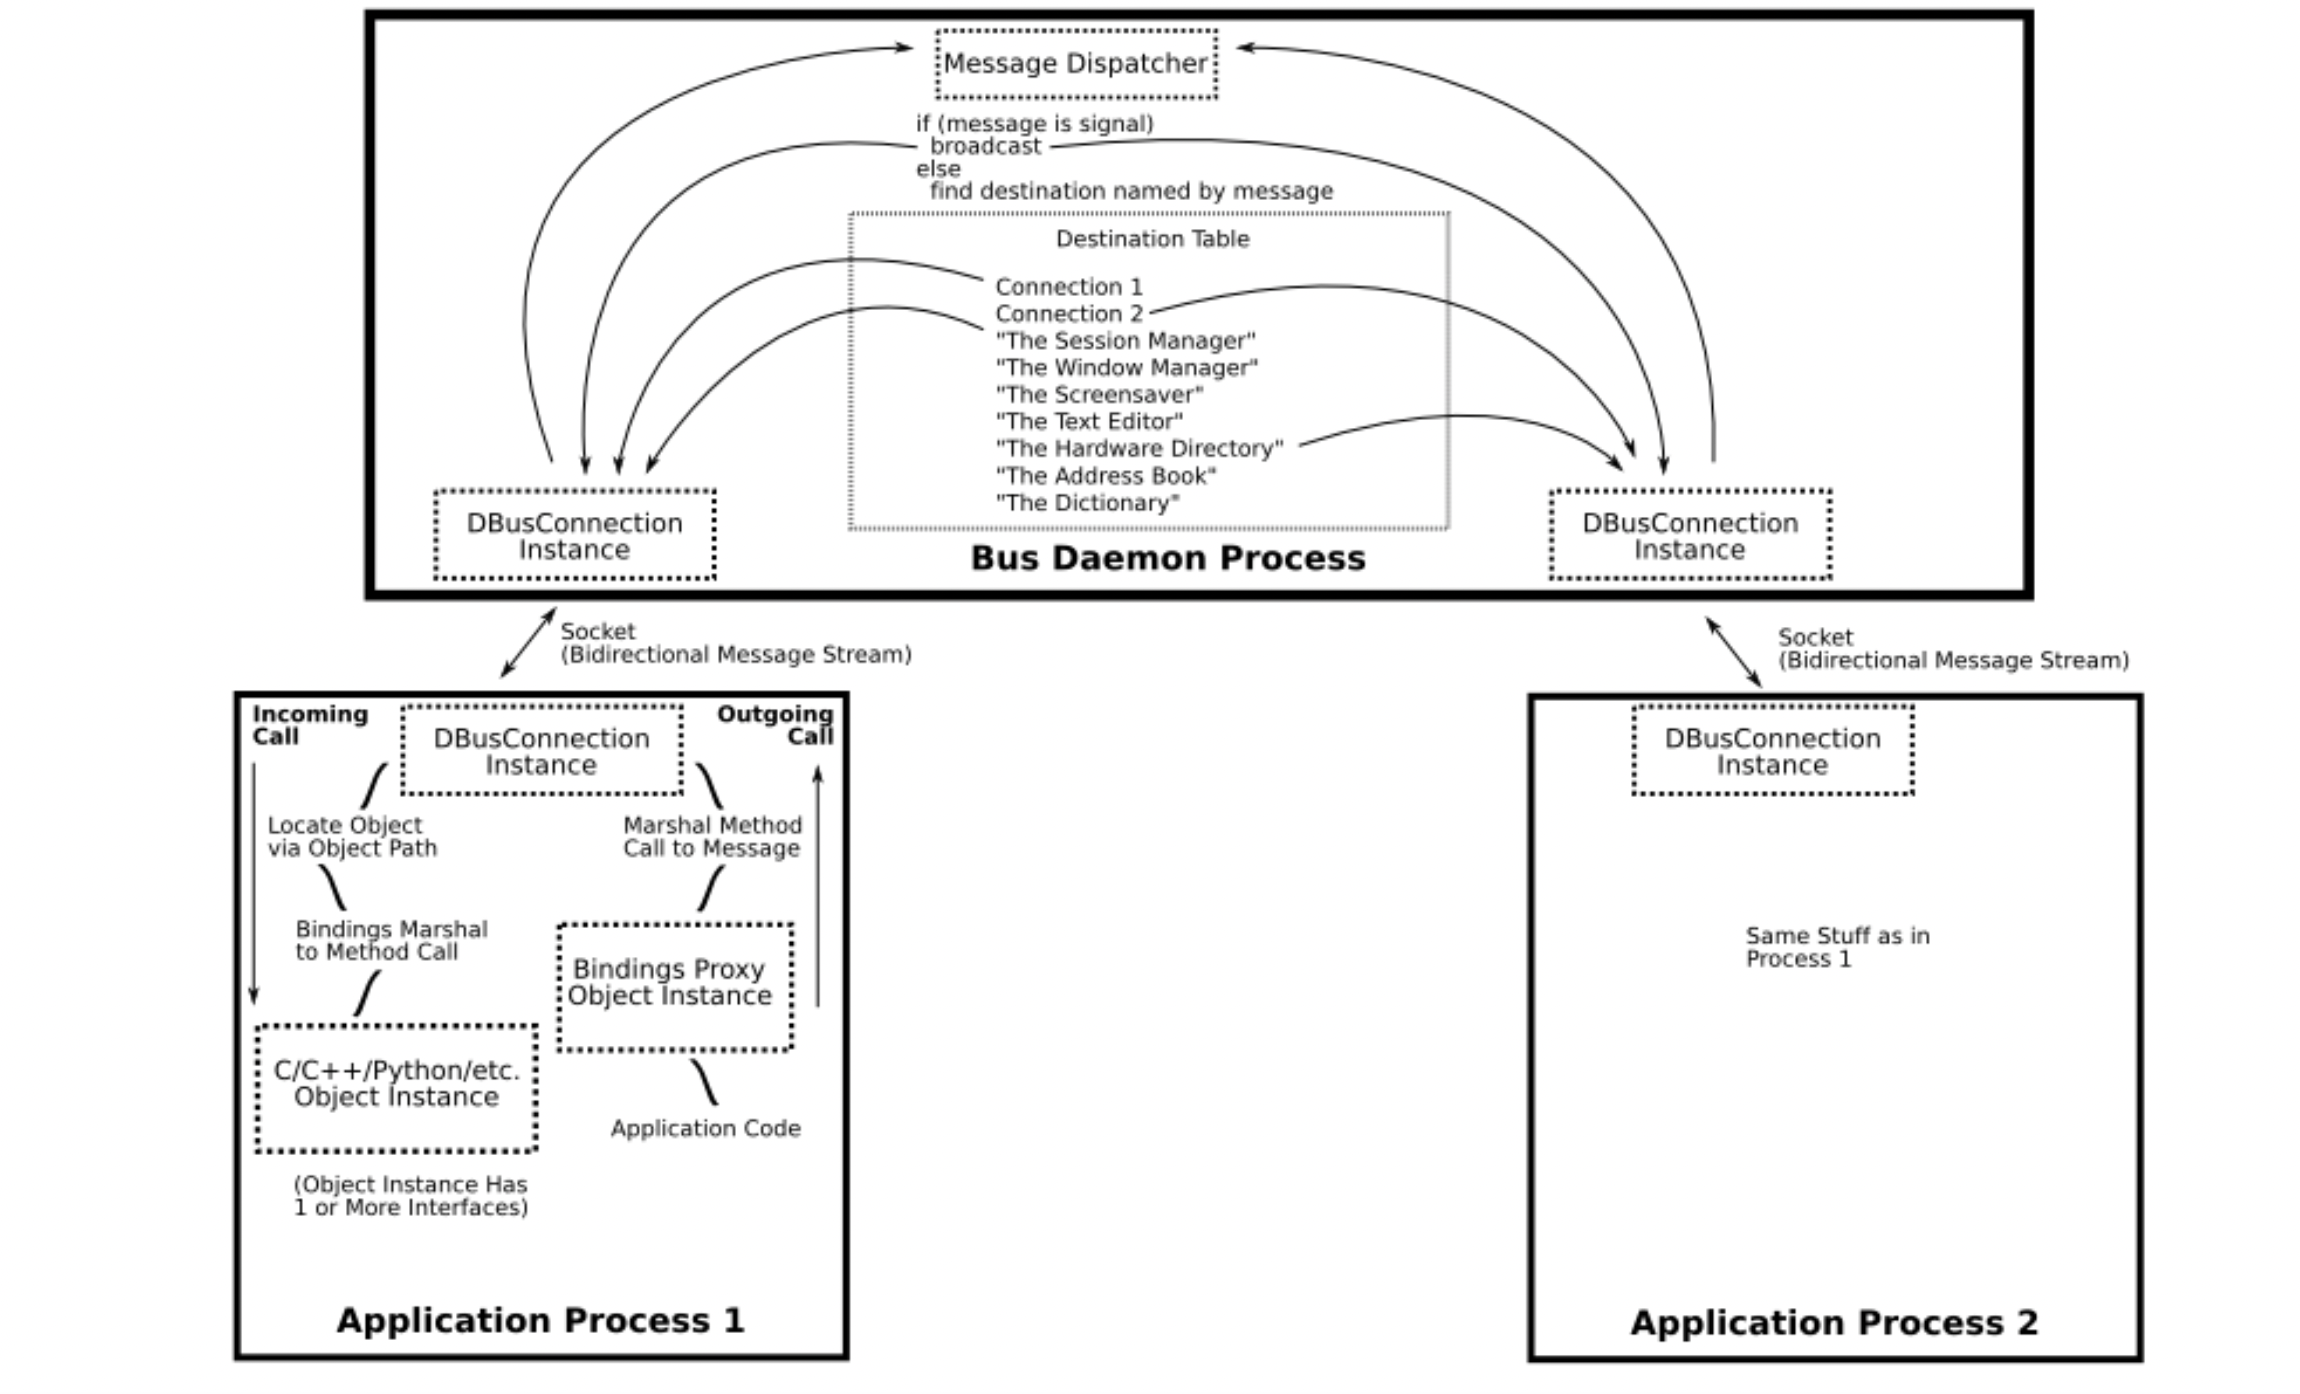 Message Dispatcher
if (message is signal)
broadcast
else
find destination named by message
Destination Table
Connection 1
Connection 2
"The Session Manager"
"The Window Manager"
"The Screensaver"
"The Text Editor"
"The Hardware Directory"
"The Address Book"
"The Dictionary"
DBusConnection
Instance
DBusConnection
Instance
Bus Daemon Process
Socket
(Bidirectional Message Stream)
Socket
(Bidirectional Message Stream)
Incoming
Call
DBusConnection
Instance
Outgoing
Call
Locate Object
via Object Path
Marshal Method
Call to Message
Bindings Marshal
to Method Call
Bindings Proxy
Object Instance
C/C++/Python/etc.
Object Instance
Application Code
(Object Instance Has
1 or More Interfaces)
Application Process 1
DBusConnection
Instance
Same Stuff as in
Process 1
Application Process 2